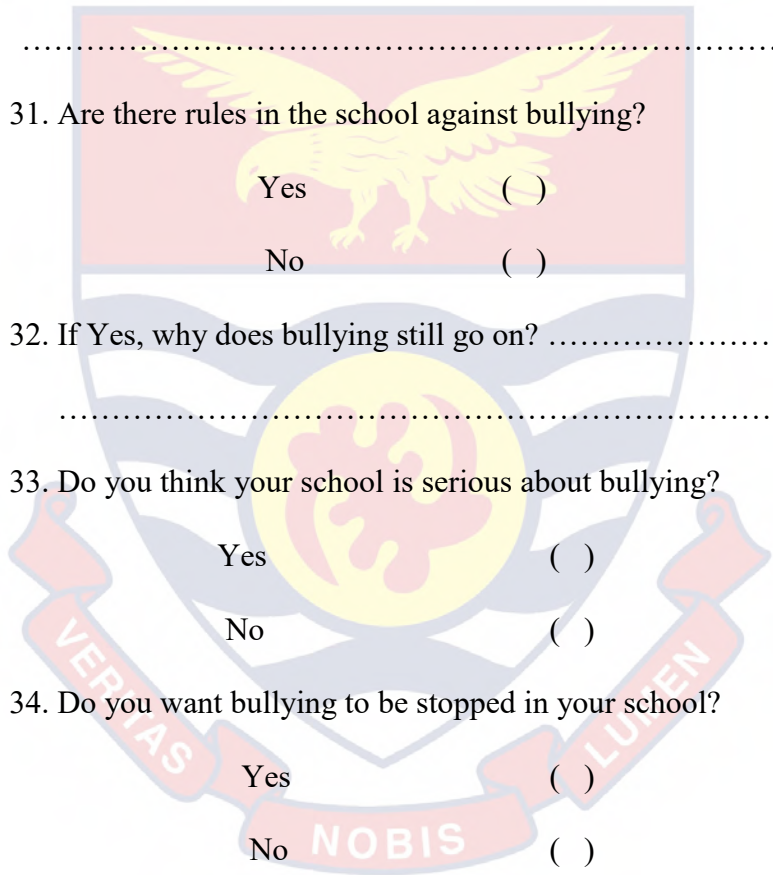 ……………………………………………………………………
31. Are there rules in the school against bullying?
Yes ( )
No ( )
32. If Yes, why does bullying still go on? …………………
…………………………………………………………………
33. Do you think your school is serious about bullying?
Yes ( )
No ( )
34. Do you want bullying to be stopped in your school?
Yes ( )
No ( )
VERITAS NOBIS LUMEN